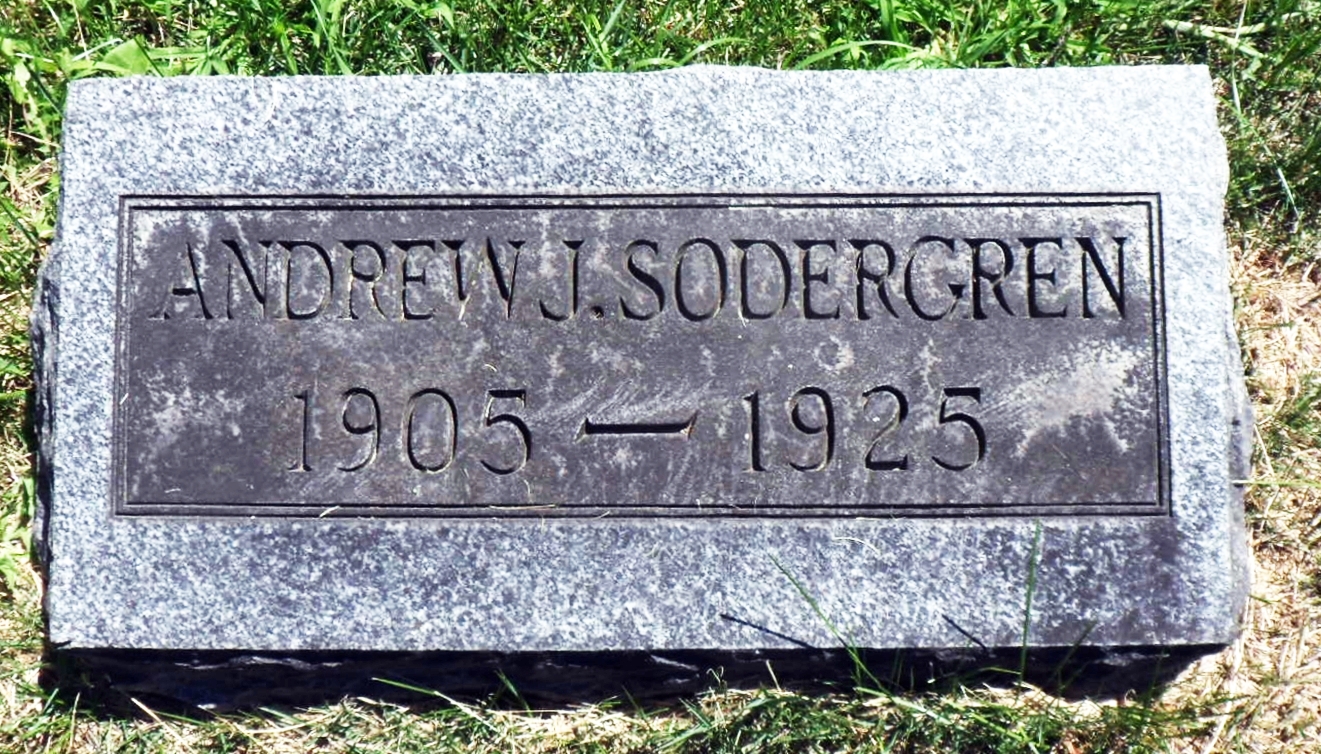 ANDREW J. SODERGREN
1905 — 1925